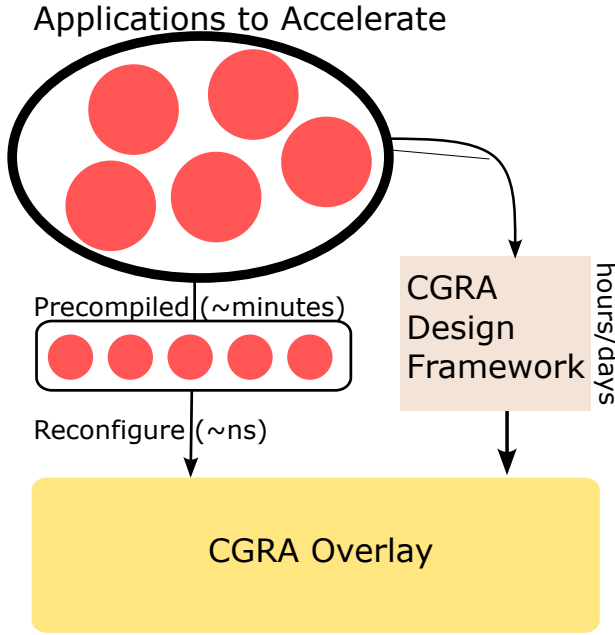 Applications to Accelerate
Precompiled (~minutes)
Reconfigure (~ns)
CGRA
Design
Framework
hours/days
CGRA Overlay